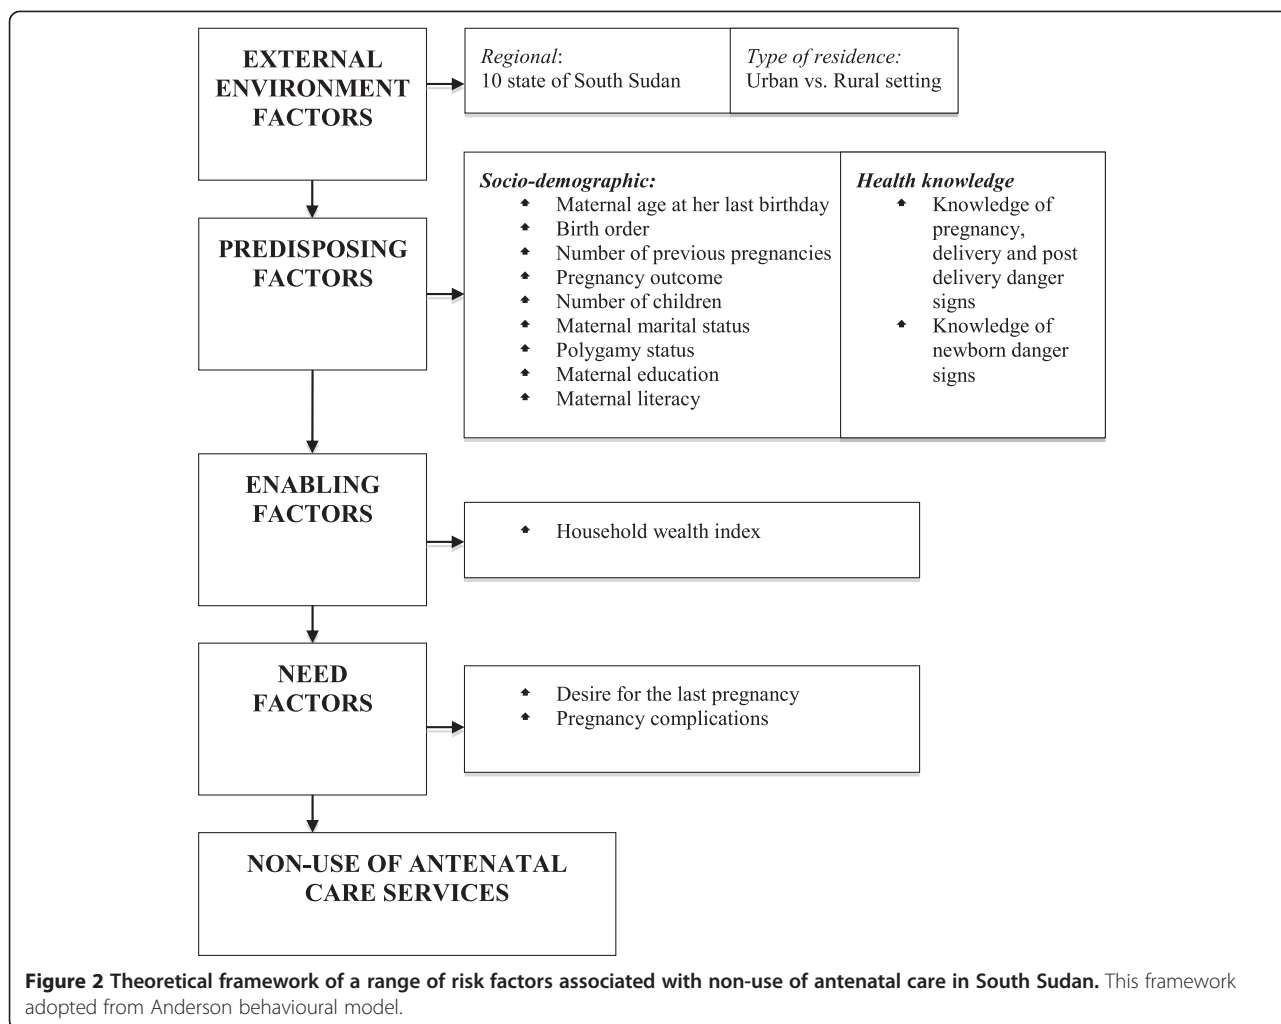 EXTERNAL
ENVIRONMENT
FACTORS
Regional:
10 state of South Sudan
Type of residence:
Urban vs. Rural setting
PREDISPOSING
FACTORS
Socio-demographic:
Maternal age at her last birthday
Birth order
Number of previous pregnancies
Pregnancy outcome
Number of children
Maternal marital status
Polygamy status
Maternal education
Maternal literacy
Health knowledge
Knowledge of
pregnancy,
delivery and post
delivery danger
signs
Knowledge of
newborn danger
signs
ENABLING
FACTORS
Household wealth index
NEED
FACTORS
Desire for the last pregnancy
Pregnancy complications
NON-USE OF ANTENATAL
CARE SERVICES
Figure 2 Theoretical framework of a range of risk factors associated with non-use of antenatal care in South Sudan. This framework
adopted from Anderson behavioural model.